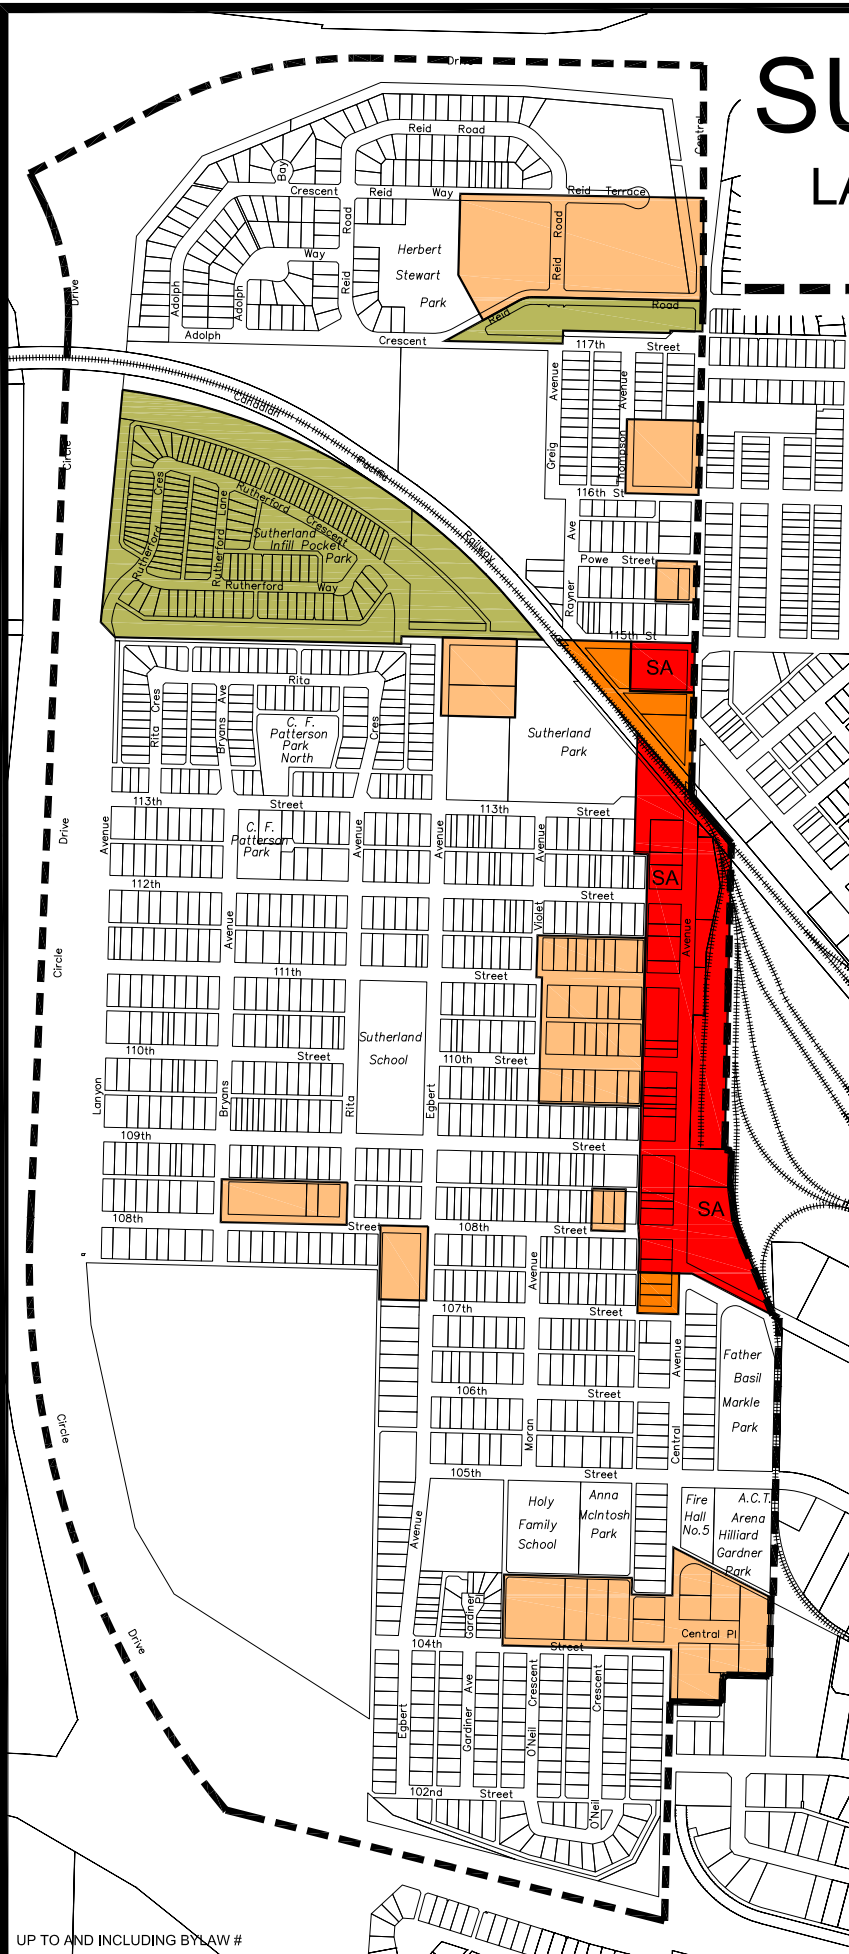 SU
LA
Drive
Central
Reid Road
Bay
Crescent Reid Way Reid Terrace
Road
Road
Way
Herbert
Stewart
Park
Reid
Reid
Adolph
Adolph
Drive
Adolph
Crescent
Reid Road
117th Street
Avenue
Avenue
Greig
Thompson
116th St
Canadian
Pacific
Railway
Circle
Cres
Rutherford
Lane
Rutherford
Crescent
Sutherland
Infill Pocket
Park
Rutherford
Rutherford Way
Ave
Rayner
Powe Street
115th St
SA
Rita
Cres
Rita
Ave
Bryans
C. F.
Patterson
Park
North
Cres
Sutherland
Park
113th Street
113th Street
Drive
Avenue
C. F.
Patterson
Park
Avenue
Avenue
Avenue
SA
112th
Street
Avenue
Violet
Avenue
Circle
111th
Street
Sutherland
School
110th Street
110th Street
Lanyon
Bryans
Rita
Egbert
109th
Street
SA
108th
Street
108th Street
Avenue
107th
Street
Avenue
106th
Street
Father
Basil
Markle
Park
Circle
Moran
Central
105th
Street
Holy
Family
School
Anna
McIntosh
Park
Fire
Hall
No.5
A.C.T.
Arena
Hilliard
Gardner
Park
Avenue
Gardiner
Pl
Central Pl
104th
Street
Drive
Egbert
Gardiner Ave
O'Neil Crescent
Crescent
O'Neil
102nd Street
UP TO AND INCLUDING BYLAW #